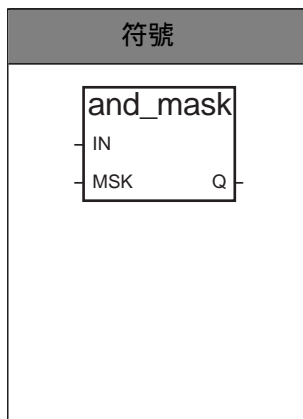 符號
and_mask
IN
MSK Q